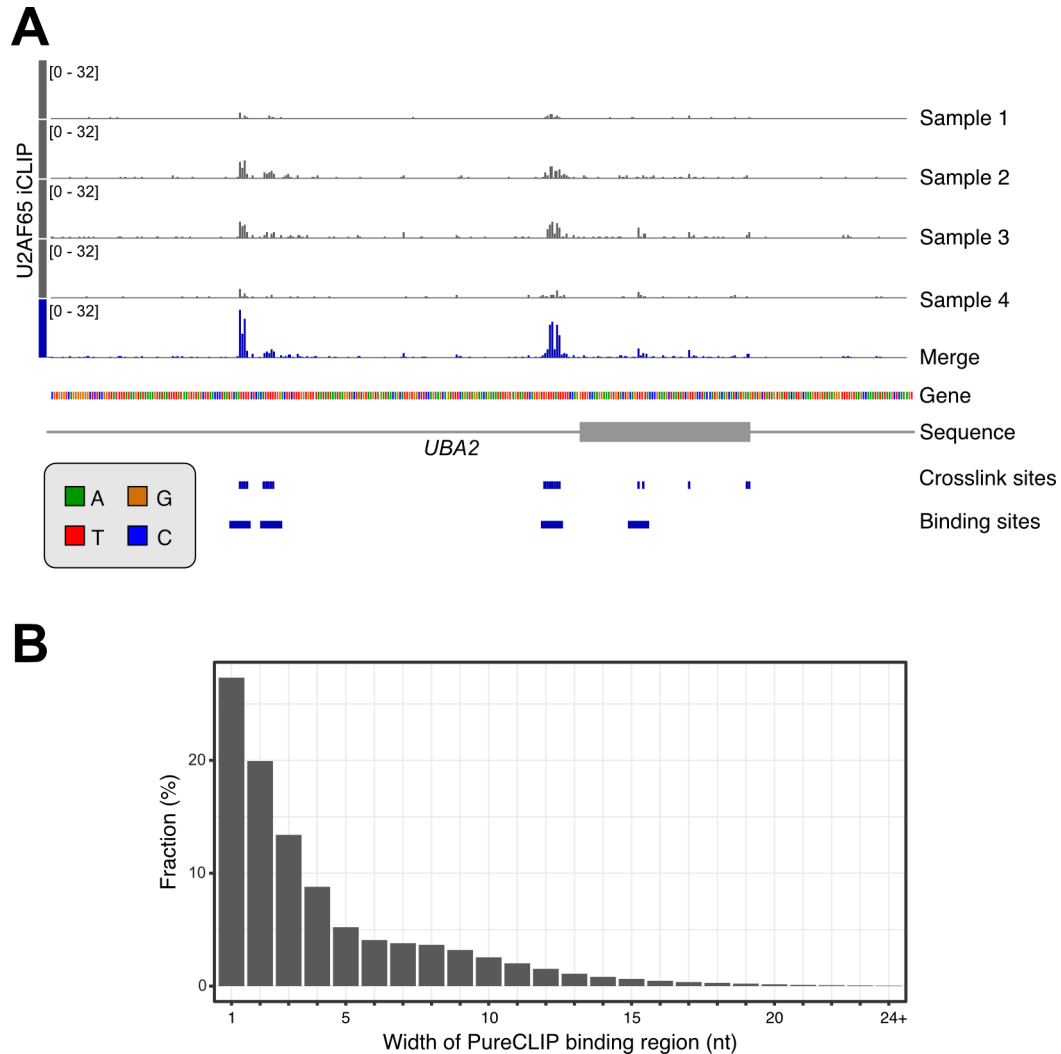 A
U2AF65 iCLIP
[0 - 32]
Sample 1
[0 - 32]
Sample 2
[0 - 32]
Sample 3
[0 - 32]
Sample 4
[0 - 32]
Merge
Gene
Sequence
UBA2
Crosslink sites
Binding sites
A G
T C
B
Fraction (%)
20
10
0
1 5 10 15 20 24+
Width of PureCLIP binding region (nt)